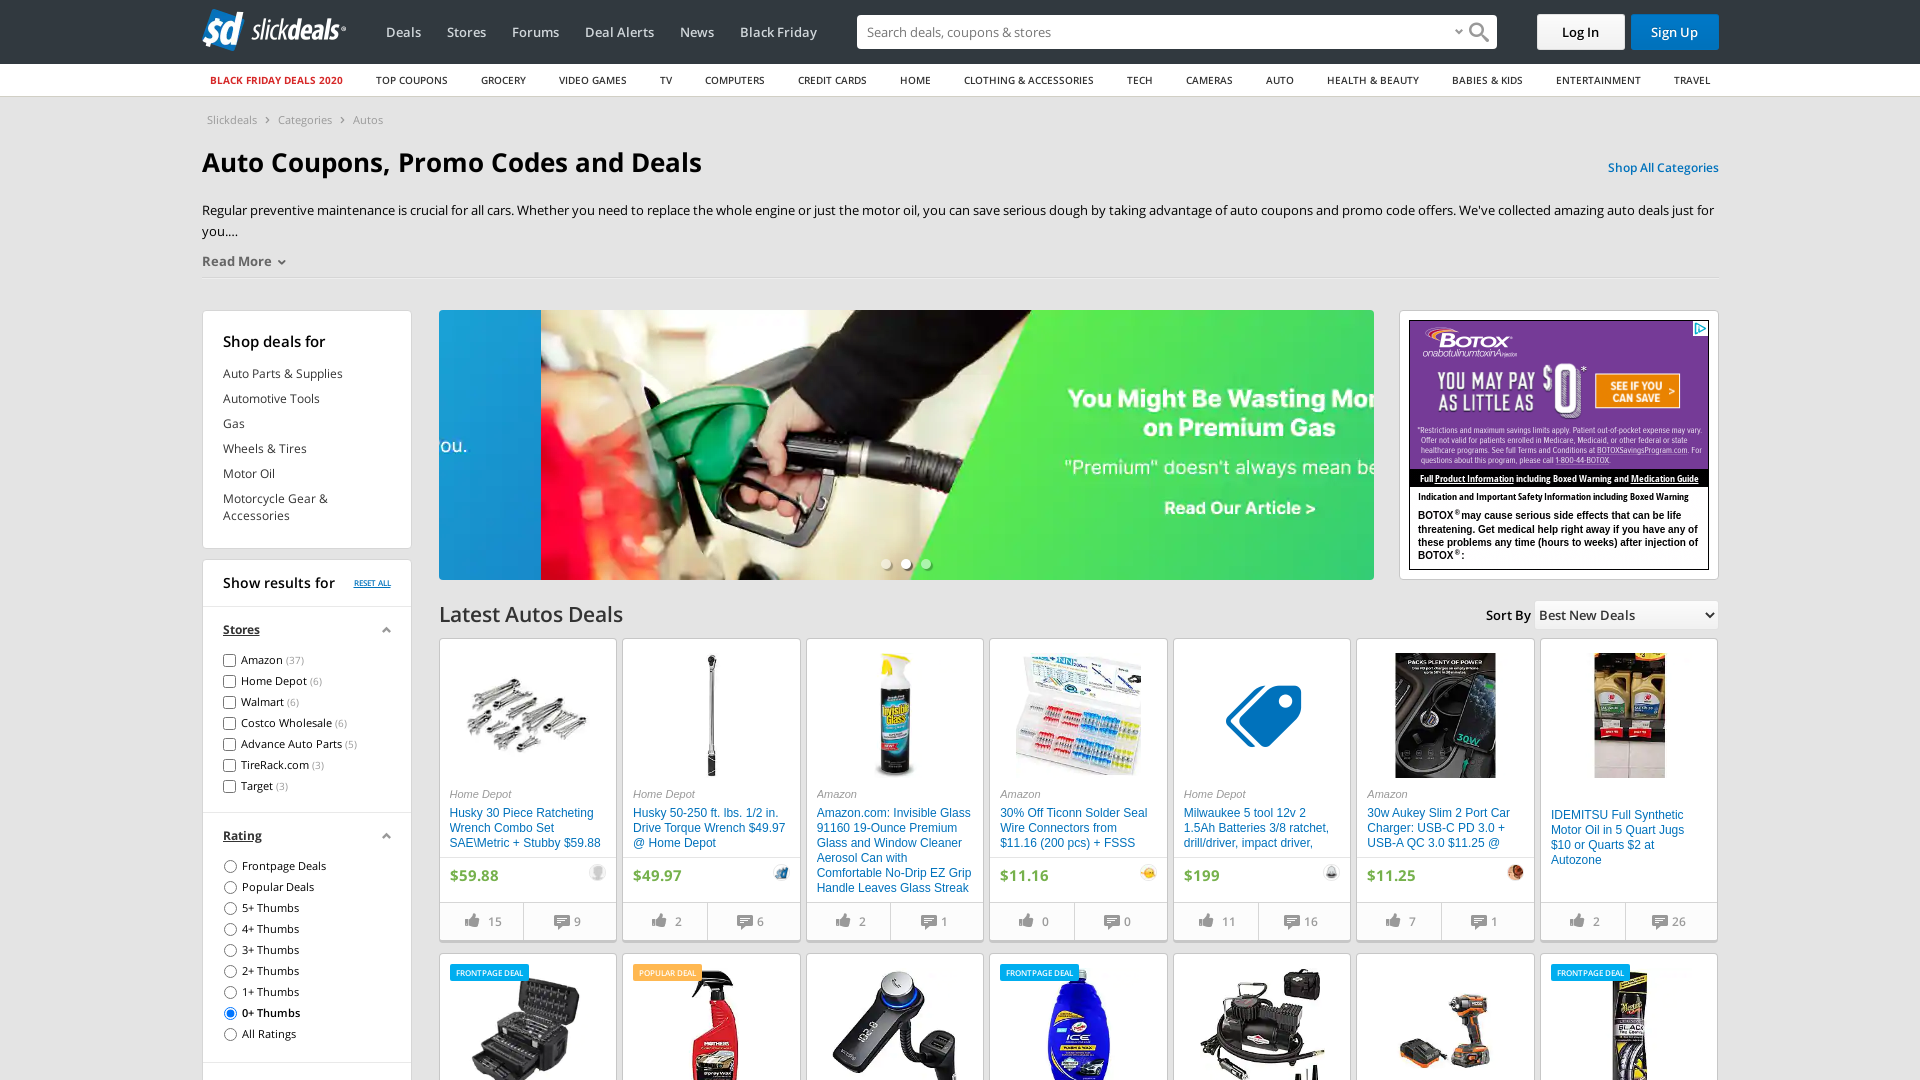 sd slickdeals
Deals
Stores
Forums
Deal Alerts
News
Black Friday
Search deals, coupons & stores
Log In
Sign Up
BLACK FRIDAY DEALS 2020
TOP COUPONS
GROCERY
VIDEO GAMES
TV
COMPUTERS
CREDIT CARDS
HOME
CLOTHING & ACCESSORIES
TECH
CAMERAS
AUTO
HEALTH & BEAUTY
BABIES & KIDS
ENTERTAINMENT
TRAVEL
Slickdeals > Categories > Autos
Auto Coupons, Promo Codes and Deals
Shop All Categories
Regular preventive maintenance is crucial for all cars. Whether you need to replace the whole engine or just the motor oil, you can save serious dough by taking advantage of auto coupons and promo code offers. We've collected amazing auto deals just for
you....
Read More
Shop deals for
Auto Parts & Supplies
Automotive Tools
Gas
Wheels & Tires
Motor Oil
Motorcycle Gear &
Accessories
Show results for
RESET ALL
Stores
Amazon (37)
Home Depot (6)
Walmart (6)
Costco Wholesale (6)
Advance Auto Parts (5)
TireRack.com (3)
Target (3)
Rating
Frontpage Deals
Popular Deals
5+ Thumbs
4+ Thumbs
3+ Thumbs
2+ Thumbs
1+ Thumbs
0+ Thumbs
All Ratings
ou.
You Might Be Wasting Mor
on Premium Gas
"Premium" doesn't always mean be
Read Our Article >
BOTOX
onabotulinumtoxinA injection
YOU MAY PAY
AS LITTLE AS
$0*
SEE IF YOU
CAN SAVE >
*Restrictions and maximum savings limits apply. Patient out-of-pocket expense may vary.
Offer not valid for patients enrolled in Medicare, Medicaid, or other federal or state
healthcare programs. See full Terms and Conditions at BOTOXSavingsProgram.com. For
questions about this program, please call 1-800-44-BOTOX.
Full Product Information including Boxed Warning and Medication Guide
Indication and Important Safety Information including Boxed Warning
BOTOX® may cause serious side effects that can be life
threatening. Get medical help right away if you have any of
these problems any time (hours to weeks) after injection of
BOTOX®:
Latest Autos Deals
Sort By
Best New Deals
Home Depot
Husky 30 Piece Ratcheting
Wrench Combo Set
SAE\Metric + Stubby $59.88
$59.88
15
9
Home Depot
Husky 50-250 ft. lbs. 1/2 in.
Drive Torque Wrench $49.97
@ Home Depot
$49.97
2
6
Invisible
Glass
Amazon
Amazon.com: Invisible Glass
91160 19-Ounce Premium
Glass and Window Cleaner
Aerosol Can with
Comfortable No-Drip EZ Grip
Handle Leaves Glass Streak
2
1
Amazon
30% Off Ticonn Solder Seal
Wire Connectors from
$11.16 (200 pcs) + FSSS
$11.16
0
0
Home Depot
Milwaukee 5 tool 12v 2
1.5Ah Batteries 3/8 ratchet,
drill/driver, impact driver,
$199
11
16
PACKS PLENTY OF POWER
30W
Amazon
30w Aukey Slim 2 Port Car
Charger: USB-C PD 3.0 +
USB-A QC 3.0 $11.25 @
$11.25
7
1
IDEMITSU Full Synthetic
Motor Oil in 5 Quart Jugs
$10 or Quarts $2 at
Autozone
2
26
FRONTPAGE DEAL
POPULAR DEAL
MOTHERS
Spray Wax
102.8
FRONTPAGE DEAL
ICE
FRONTPAGE DEAL
Meguiar's
BLACK